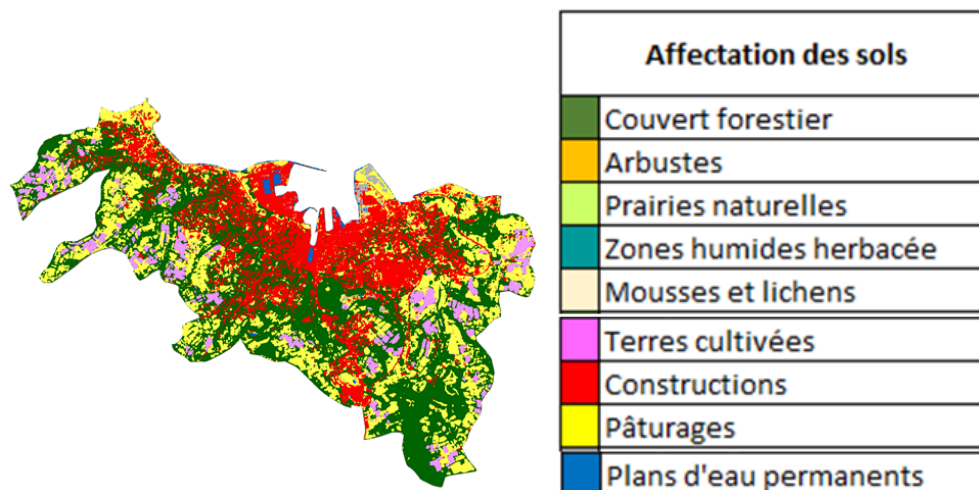 Affectation des sols
Couvert forestier
Arbustes
Prairies naturelles
Zones humides herbacée
Mousses et lichens
Terres cultivées
Constructions
Pâturages
Plans d'eau permanents